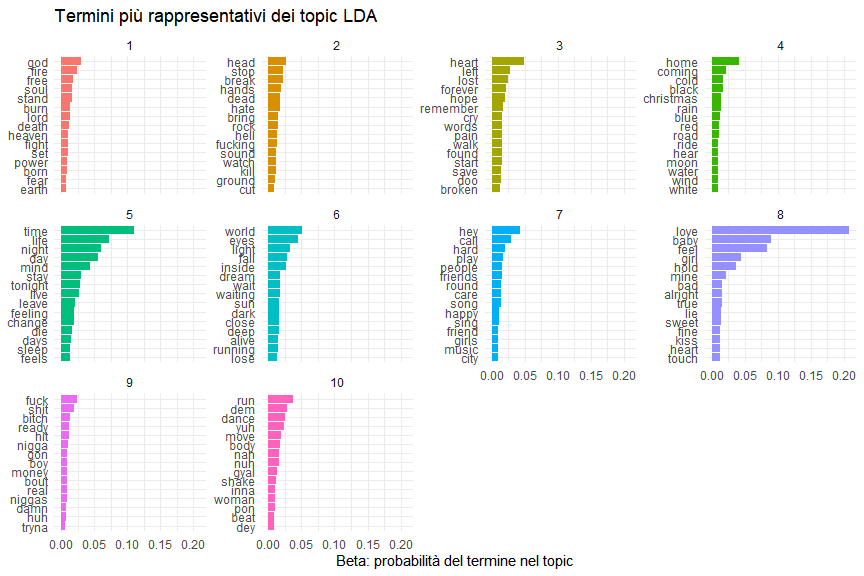 Termini più rappresentativi dei topic LDA
1
god
fire
free
soul
stand
burn
lord
death
heaven
fight
set
power
born
fear
earth
2
head
stop
break
hands
dead
hate
bring
rock
hell
fucking
sound
watch
kill
ground
cut
3
heart
left
lost
forever
hope
remember
cry
words
pain
walk
found
start
save
doo
broken
4
home
coming
cold
black
christmas
rain
blue
red
road
ride
hear
moon
water
wind
white
5
time
life
night
day
mind
stay
tonight
live
leave
feeling
change
die
days
sleep
feels
6
world
eyes
light
fall
inside
dream
wait
waiting
sun
dark
close
deep
alive
running
lose
7
hey
call
hard
play
people
friends
round
care
song
happy
sing
friend
girls
music
city
0.00 0.05 0.10 0.15 0.20
8
love
baby
feel
girl
hold
mine
bad
alright
true
lie
sweet
fine
kiss
heart
touch
0.00 0.05 0.10 0.15 0.20
9
fuck
shit
bitch
ready
hit
nigga
gon
boy
money
bout
real
niggas
damn
huh
tryna
0.00 0.05 0.10 0.15 0.20
10
run
dem
dance
yuh
move
body
nah
nuh
gyal
shake
inna
woman
pon
beat
dey
0.00 0.05 0.10 0.15 0.20
Beta: probabilità del termine nel topic